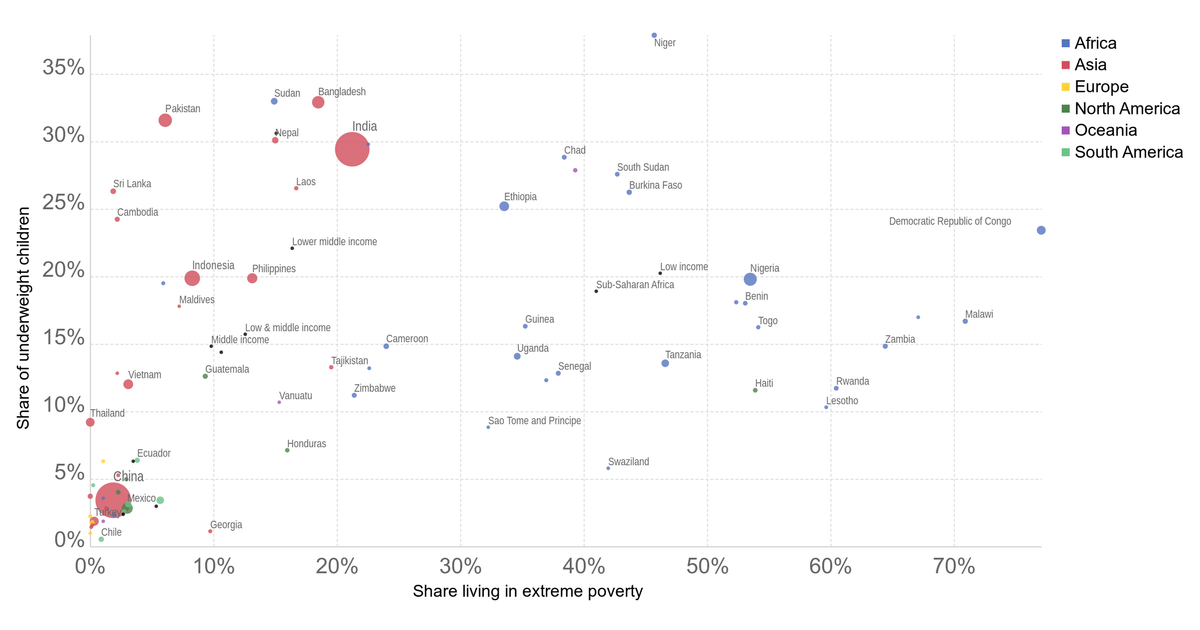 Niger
35%
Sudan
Bangladesh
Pakistan
India
Nepal
30%
Chad
South Sudan
Sri Lanka
Laos
Burkina Faso
25%
Ethiopia
Cambodia
Democratic Republic of Congo
Lower middle income
20%
Indonesia
Philippines
Low income
Nigeria
Sub-Saharan Africa
Maldives
Benin
Guinea
Togo
Malawi
Low & middle income
Middle income
Cameroon
Zambia
15%
Uganda
Tanzania
Tajikistan
Senegal
Guatemala
Vietnam
Haiti
Rwanda
Zimbabwe
Vanuatu
Lesotho
10%
Thailand
Sao Tome and Principe
Honduras
Ecuador
Swaziland
5%
China
Mexico
Turkey
Georgia
Chile
0%
0%
10%
20%
30%
40%
50%
60%
70%
Share living in extreme poverty
Share of underweight children
Africa
Asia
Europe
North America
Oceania
South America